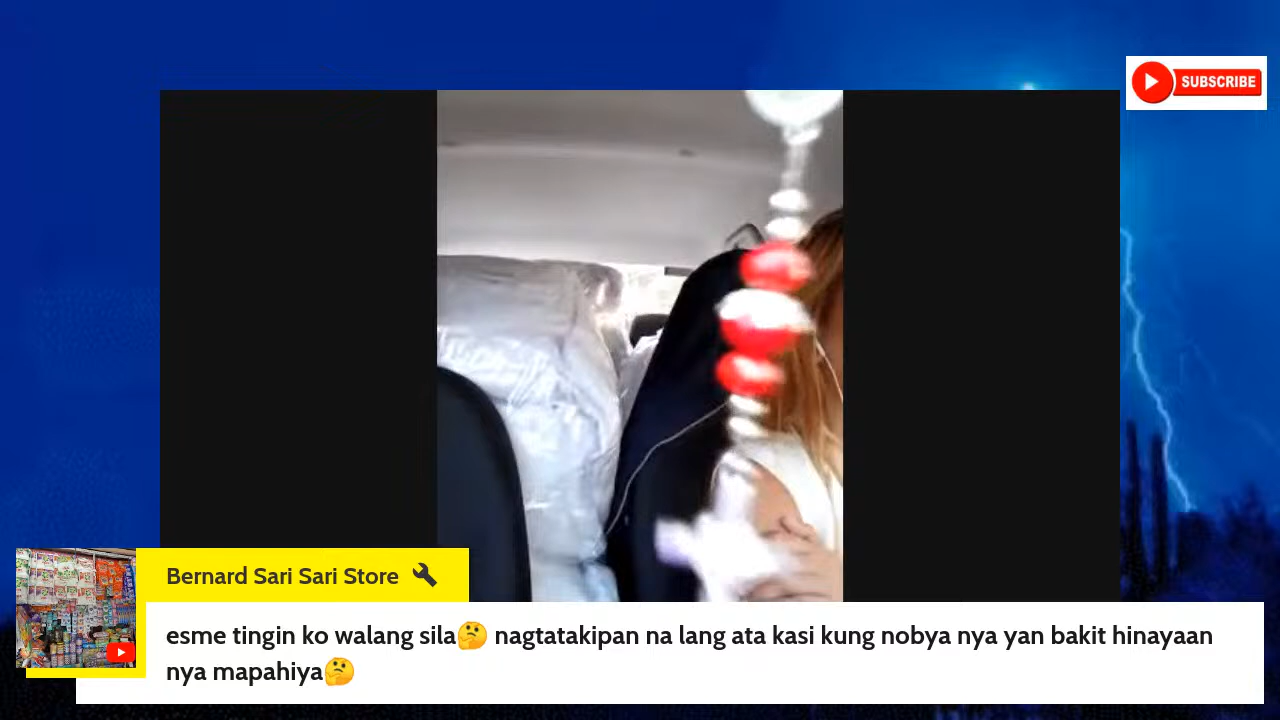 SUBSCRIBE
Bernard Sari Sari Store
esme tingin ko walang sila🤔 nagtatakipan na lang ata kasi kung nobya nya yan bakit hinayaan
nya mapahiya🤔